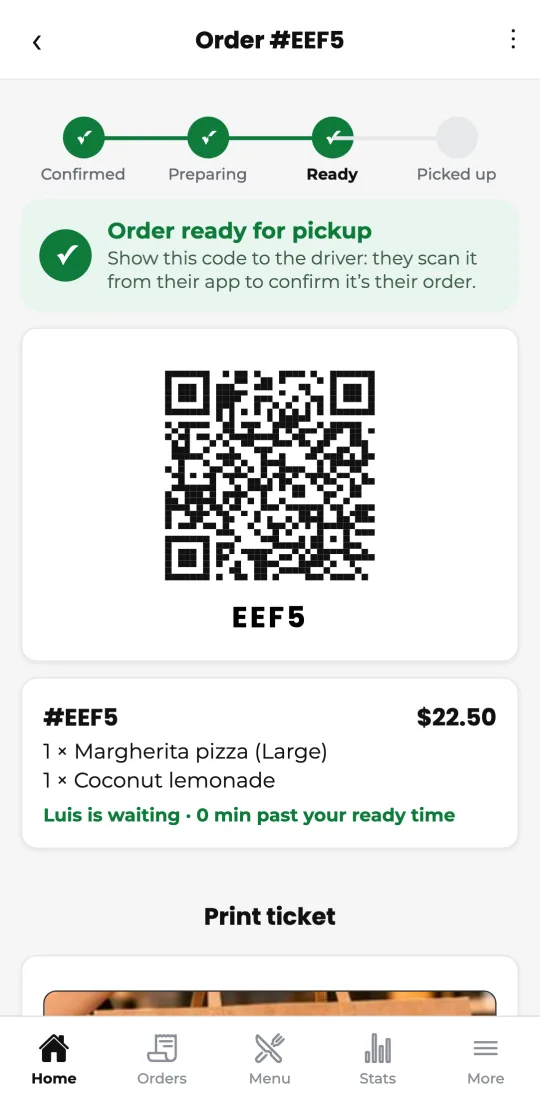 Order #EEF5
Confirmed
Preparing
Ready
Picked up
Order ready for pickup
Show this code to the driver: they scan it
from their app to confirm it’s their order.
EEF5
#EEF5
$22.50
1 × Margherita pizza (Large)
1 × Coconut lemonade
Luis is waiting · 0 min past your ready time
Print ticket
Home
Orders
Menu
Stats
More